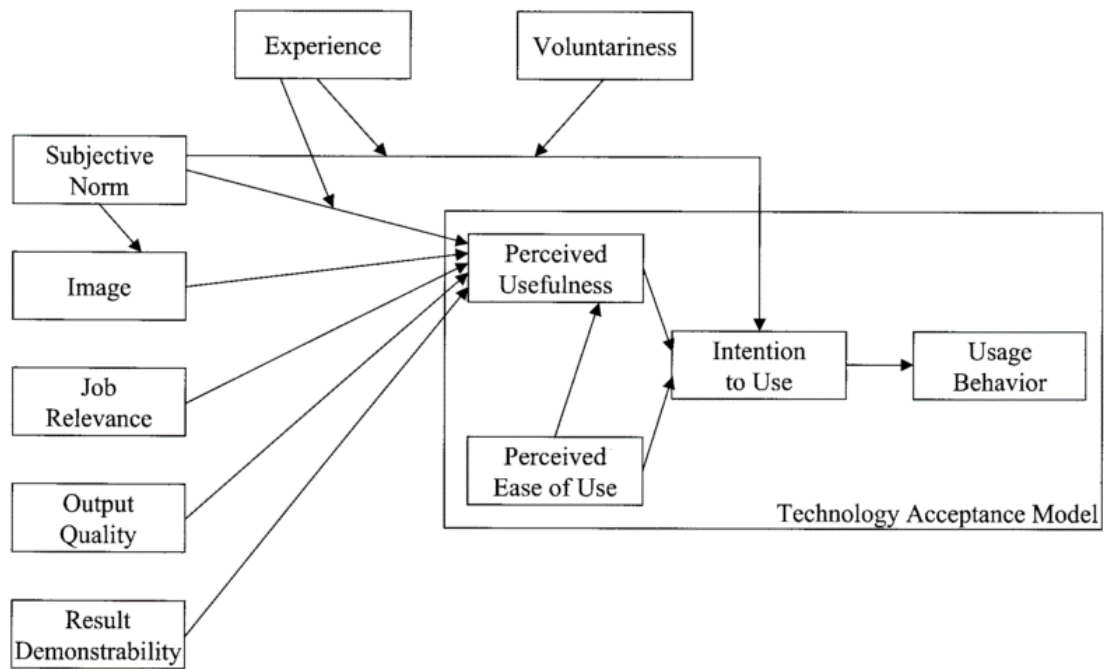 Experience
Voluntariness
Subjective
Norm
Image
Job
Relevance
Output
Quality
Result
Demonstrability
Perceived
Usefulness
Perceived
Ease of Use
Intention
to Use
Usage
Behavior
Technology Acceptance Model